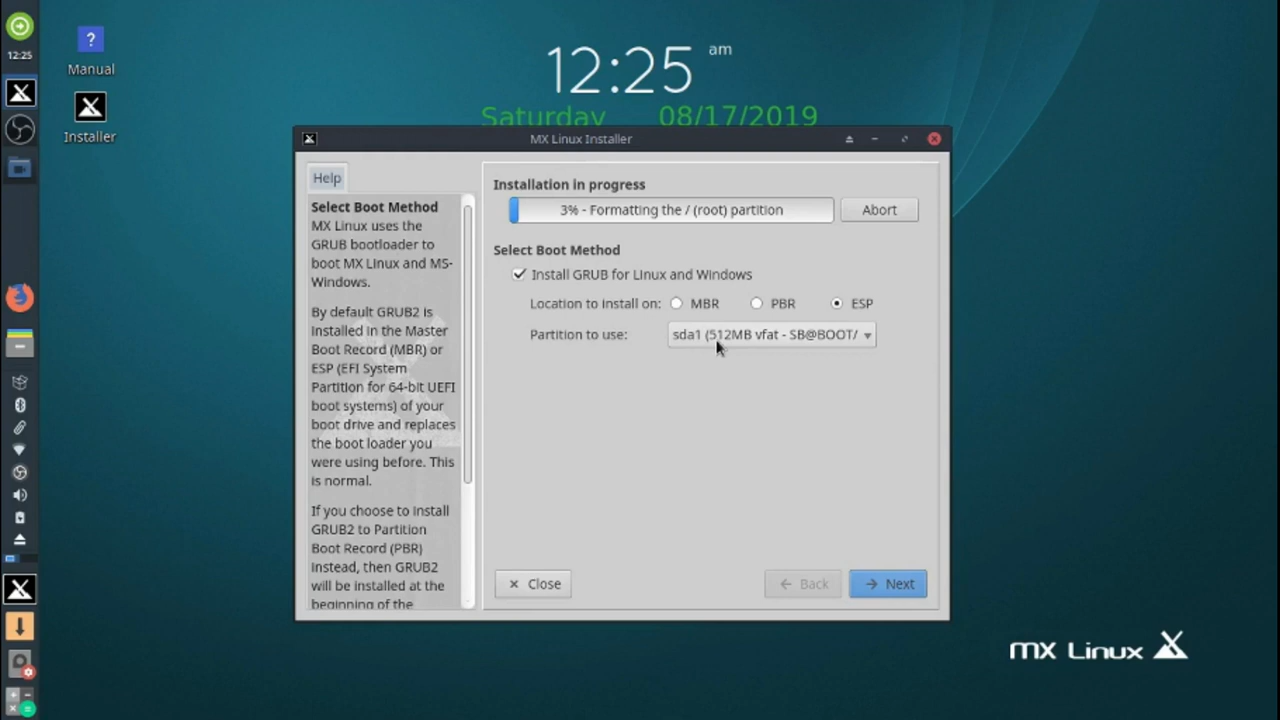 12:25
Manual
Installer
12:25 am
Saturday 08/17/2019
MX Linux Installer
Help
Select Boot Method
MX Linux uses the
GRUB bootloader to
boot MX Linux and MS-
Windows.
By default GRUB2 is
installed in the Master
Boot Record (MBR) or
ESP (EFI System
Partition for 64-bit UEFI
boot systems) of your
boot drive and replaces
the boot loader you
were using before. This
is normal.
If you choose to install
GRUB2 to Partition
Boot Record (PBR)
instead, then GRUB2
will be installed at the
beginning of the
Installation in progress
3% - Formatting the / (root) partition
Abort
Select Boot Method
Install GRUB for Linux and Windows
Location to install on: MBR PBR ESP
Partition to use: sda1 (512MB vfat - SB@BOOT/
Close
Back
Next
MX Linux